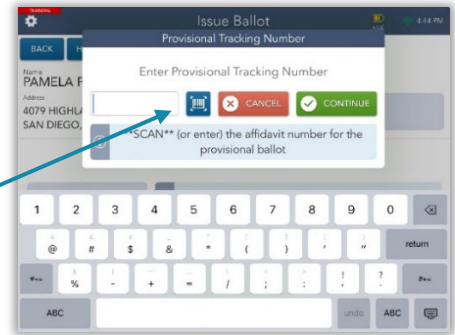 TRAINING
Issue Ballot
4:44 PM
BACK
H
Provisional Tracking Number
Name
PAMELA F
Address
4079 HIGHLA
SAN DIEGO,
Enter Provisional Tracking Number
CANCEL
CONTINUE
**SCAN** (or enter) the affidavit number for the
provisional ballot
1 2 3 4 5 6 7 8 9 0
@ # $ & * ( ) ' "
return
#+= % - + = / ; : ! ? #+=
ABC undo ABC